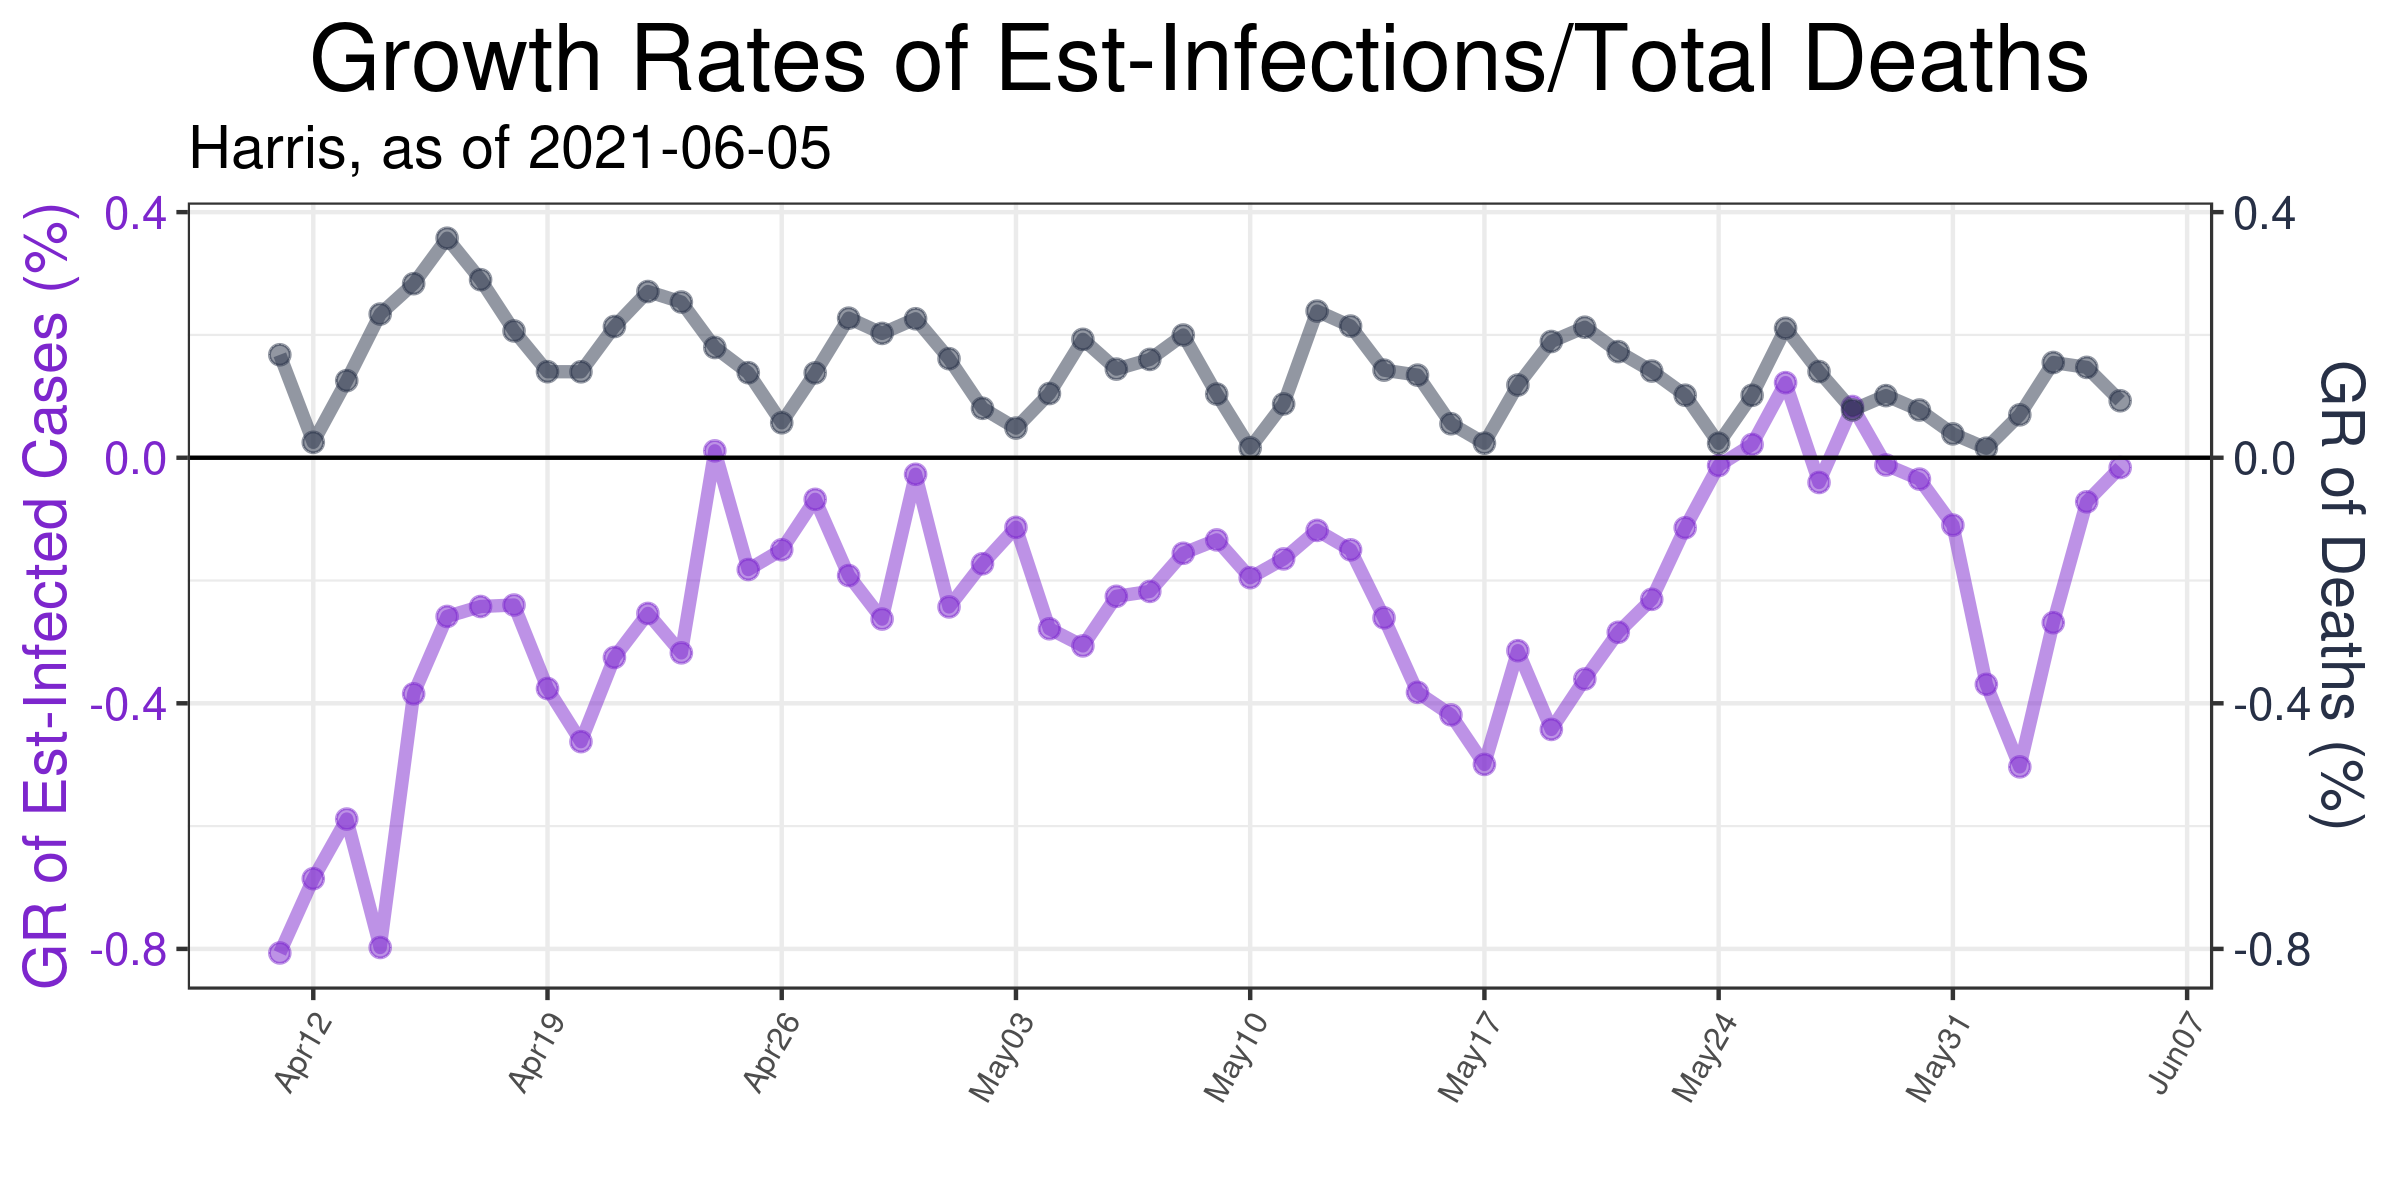 Growth Rates of Est-Infections/Total Deaths
Harris, as of 2021-06-05
GR of Est-Infected Cases (%)
0.4
0.0
-0.4
-0.8
0.4
0.0
-0.4
-0.8
GR of Deaths (%)
Apr12
Apr19
Apr26
May03
May10
May17
May24
May31
Jun07